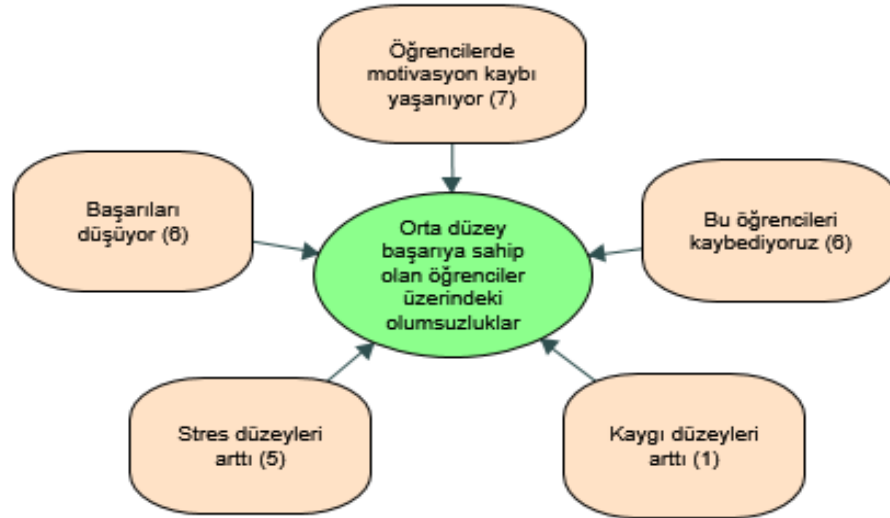 Öğrencilerde
motivasyon kaybı
yaşanıyor (7)
Başarıları
düşüyor (6)
Orta düzey
başarıya sahip
olan öğrenciler
üzerindeki
olumsuzluklar
Bu öğrencileri
kaybediyoruz (6)
Stres düzeyleri
arttı (5)
Kaygı düzeyleri
arttı (1)